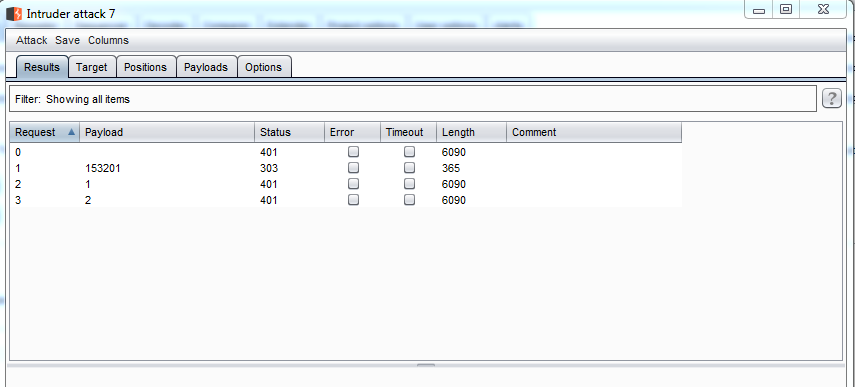 Intruder attack 7
Attack Save Columns
Results Target Positions Payloads Options
Filter: Showing all items ?
Request Payload Status Error Timeout Length Comment
0 401 6090
1 153201 303 365
2 1 401 6090
3 2 401 6090